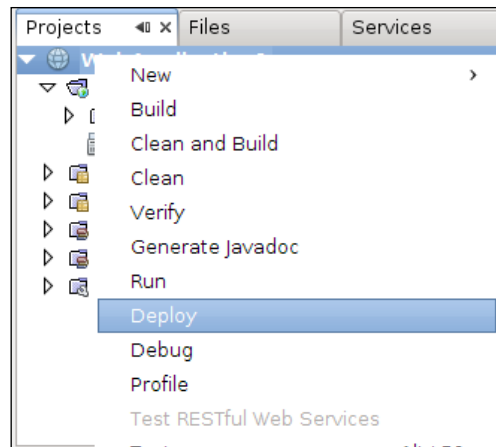 Projects Files Services
New
Build
Clean and Build
Clean
Verify
Generate Javadoc
Run
Deploy
Debug
Profile
Test RESTful Web Services